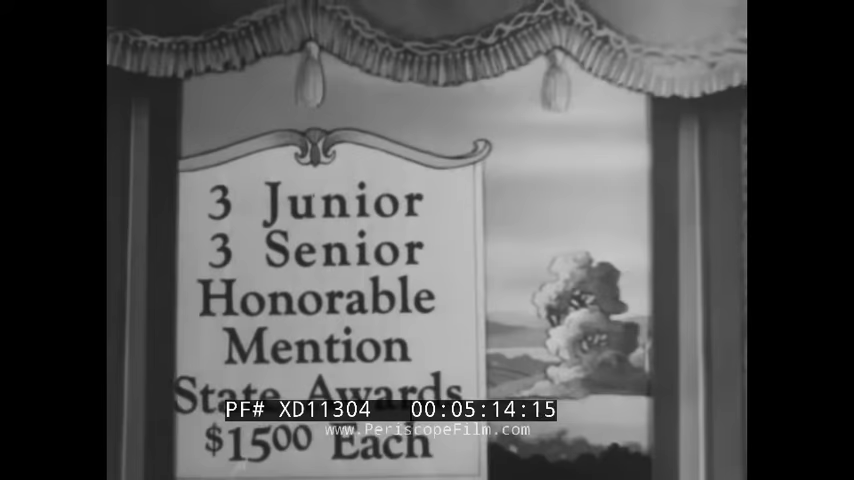 3 Junior
3 Senior
Honorable
Mention
State Awards
PF# XD11304 00:05:14:15
www.PeriscopeFilm.com
$1500 Each